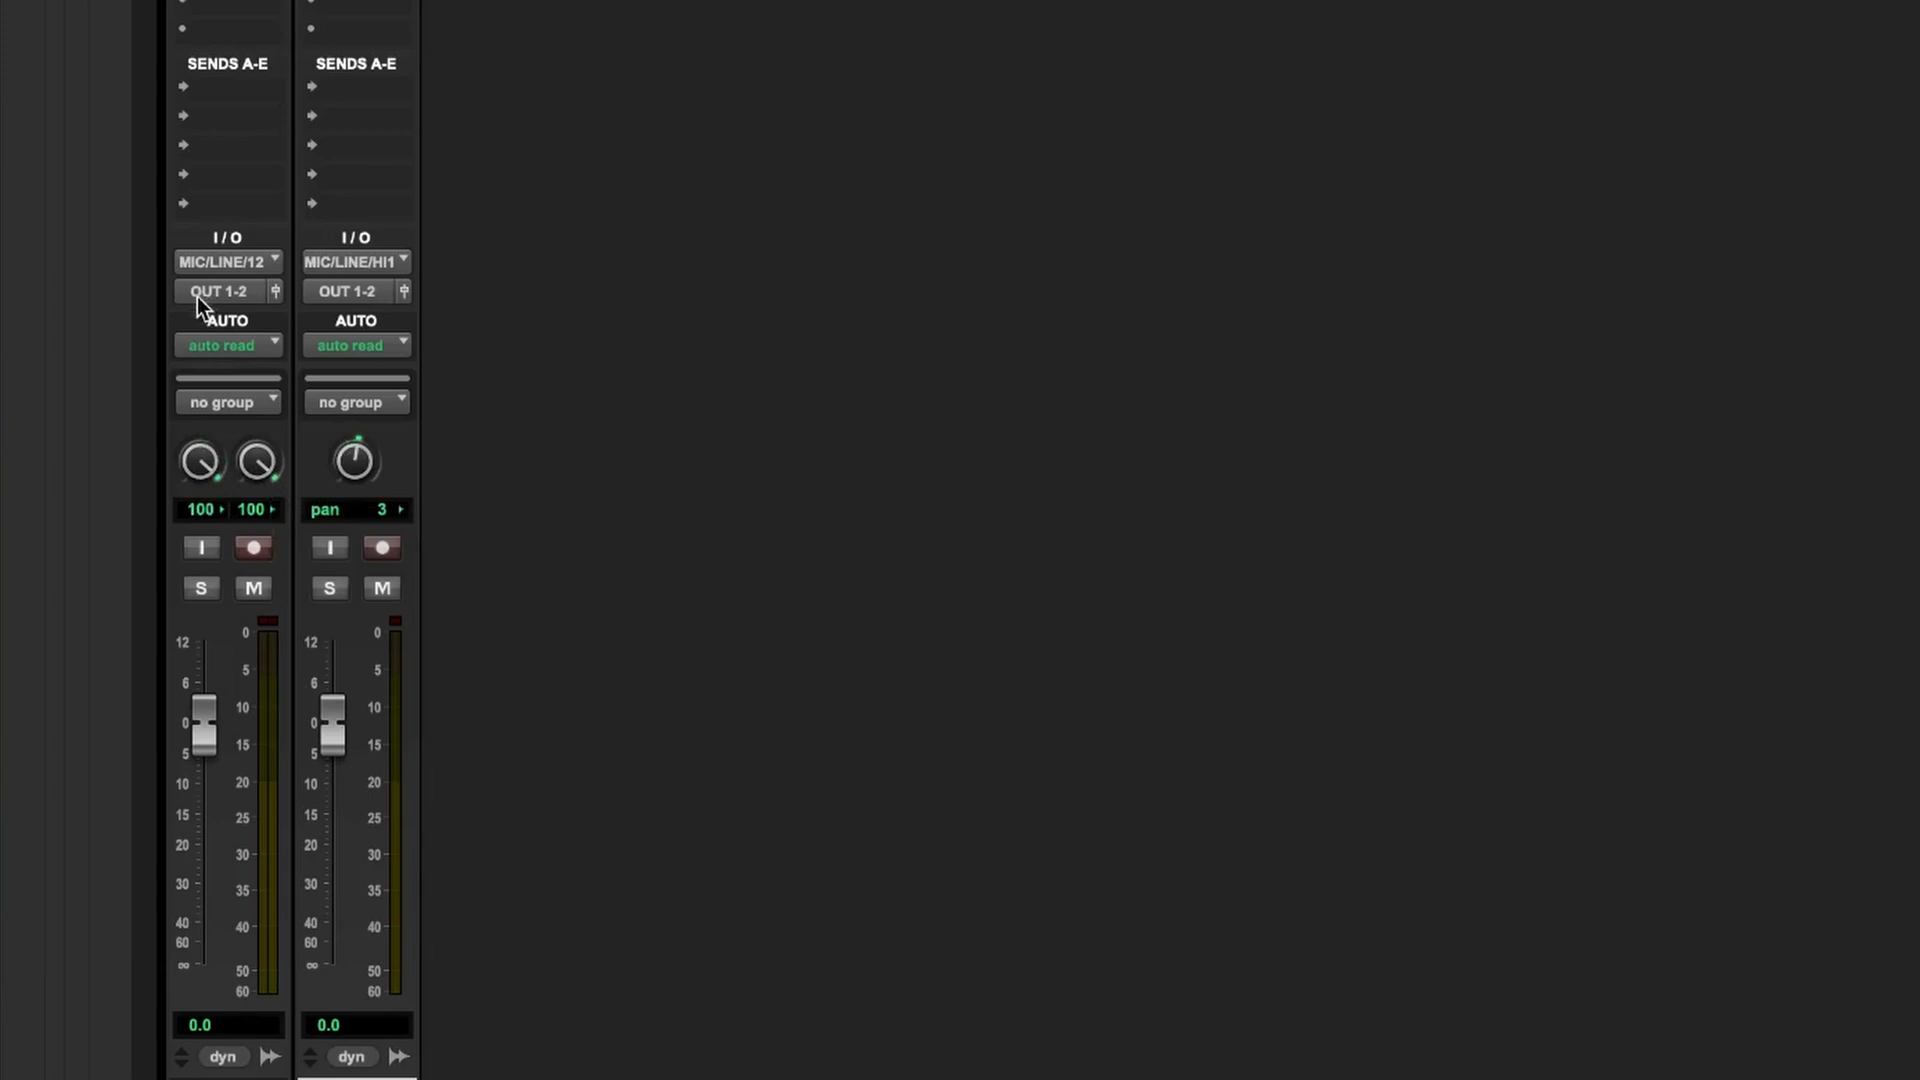 SENDS A-E SENDS A-E
I / O I / O
MIC/LINE/12 MIC/LINE/HI1
OUT 1-2 OUT 1-2
AUTO AUTO
auto read auto read
no group no group
100 100 pan 3
I I
S M S M
12 0 12 0
5 5
6 6
10 10
0 0
15 15
5 5
10 20 10 20
15 25 15 25
20 30 20 30
30 35 30 35
40 40 40 40
60 60
∞ 50 ∞ 50
60 60
0.0 0.0
dyn dyn